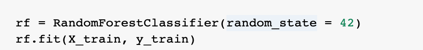 rf = RandomForestClassifier(random_state = 42)
rf.fit(X_train, y_train)